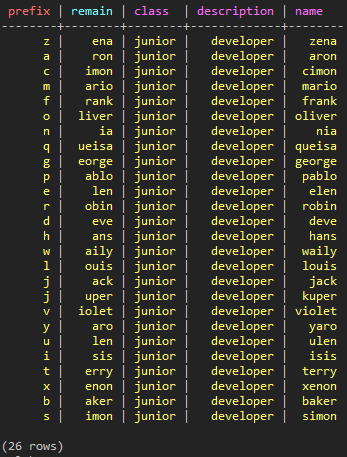 prefix | remain | class | description | name
--------+--------+--------+-------------+---------
z | ena | junior | developer | zena
a | ron | junior | developer | aron
c | imon | junior | developer | cimon
m | ario | junior | developer | mario
f | rank | junior | developer | frank
o | liver | junior | developer | oliver
n | ia | junior | developer | nia
q | ueisa | junior | developer | queisa
g | eorge | junior | developer | george
p | ablo | junior | developer | pablo
e | len | junior | developer | elen
r | obin | junior | developer | robin
d | eve | junior | developer | deve
h | ans | junior | developer | hans
w | aily | junior | developer | waily
l | ouis | junior | developer | louis
j | ack | junior | developer | jack
j | uper | junior | developer | kuper
v | iolet | junior | developer | violet
y | aro | junior | developer | yaro
u | len | junior | developer | ulen
i | sis | junior | developer | isis
t | erry | junior | developer | terry
x | enon | junior | developer | xenon
b | aker | junior | developer | baker
s | imon | junior | developer | simon
(26 rows)